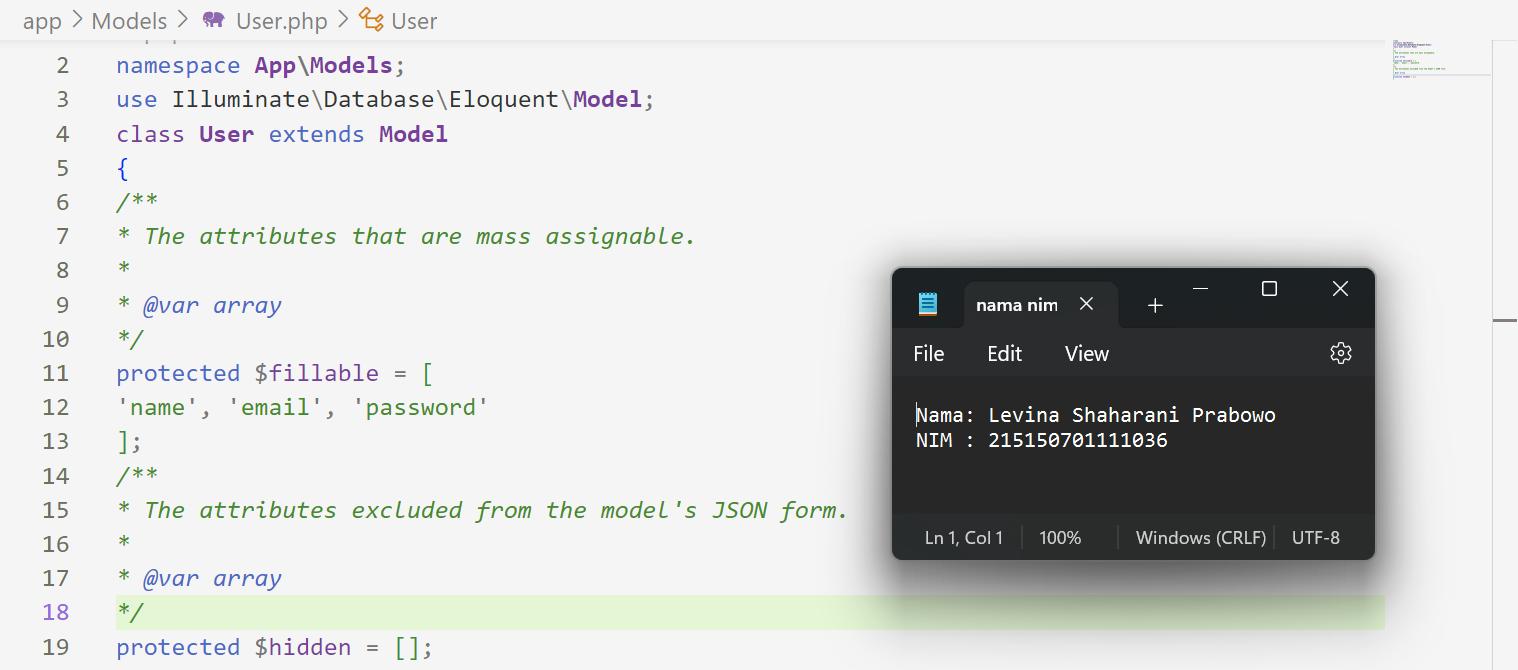 app > Models > User.php > User
2 namespace App\Models;
3 use Illuminate\Database\Eloquent\Model;
4 class User extends Model
5 {
6 /**
7 * The attributes that are mass assignable.
8 *
9 * @var array
10 */
11 protected $fillable = [
12 'name', 'email', 'password'
13 ];
14 /**
15 * The attributes excluded from the model's JSON form.
16 *
17 * @var array
18 */
19 protected $hidden = [];
nama nim
File Edit View
Nama: Levina Shaharani Prabowo
NIM : 215150701111036
Ln 1, Col 1 100% Windows (CRLF) UTF-8